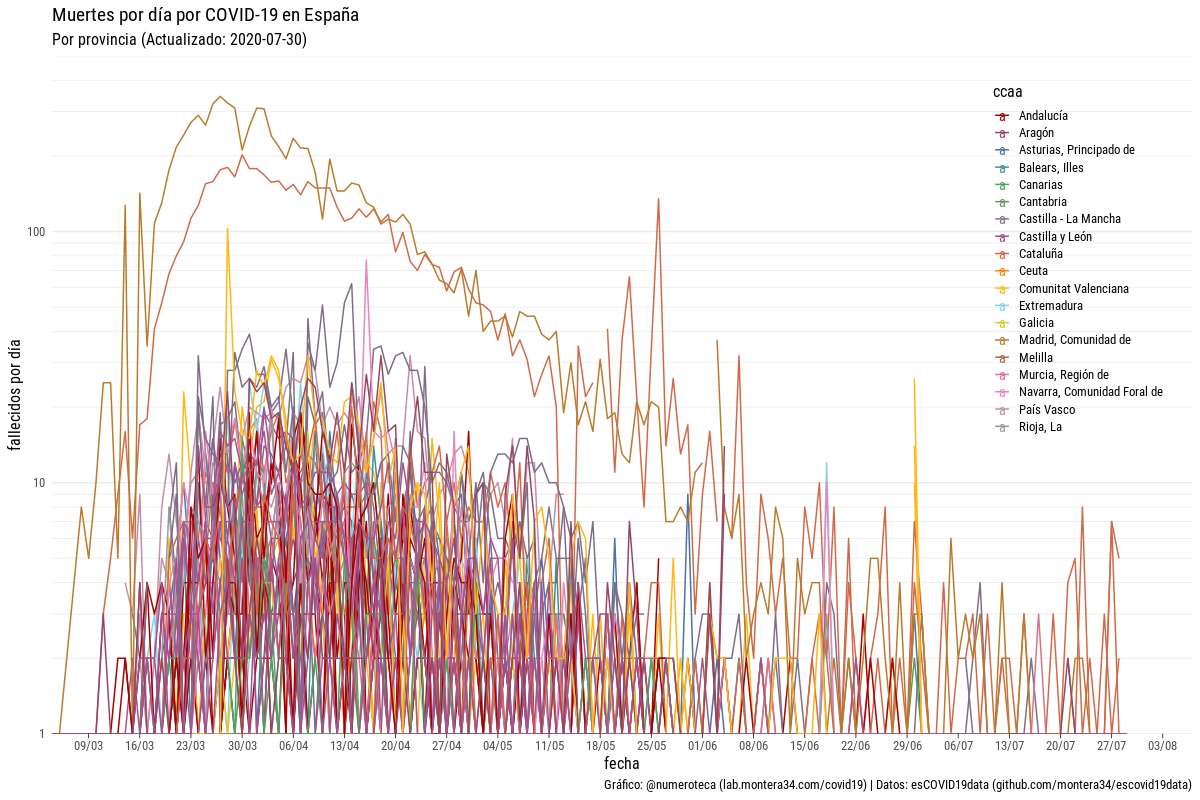 Muertes por día por COVID-19 en España
Por provincia (Actualizado: 2020-07-30)
fallecidos por día
100
10
1
ccaa
Andalucía
Aragón
Asturias, Principado de
Balears, Illes
Canarias
Cantabria
Castilla - La Mancha
Castilla y León
Cataluña
Ceuta
Comunitat Valenciana
Extremadura
Galicia
Madrid, Comunidad de
Melilla
Murcia, Región de
Navarra, Comunidad Foral de
País Vasco
Rioja, La
09/03 16/03 23/03 30/03 06/04 13/04 20/04 27/04 04/05 11/05 18/05 25/05 01/06 08/06 15/06 22/06 29/06 06/07 13/07 20/07 27/07 03/08
fecha
Gráfico: @numeroteca (lab.montera34.com/covid19) | Datos: esCOVID19data (github.com/montera34/escovid19data)